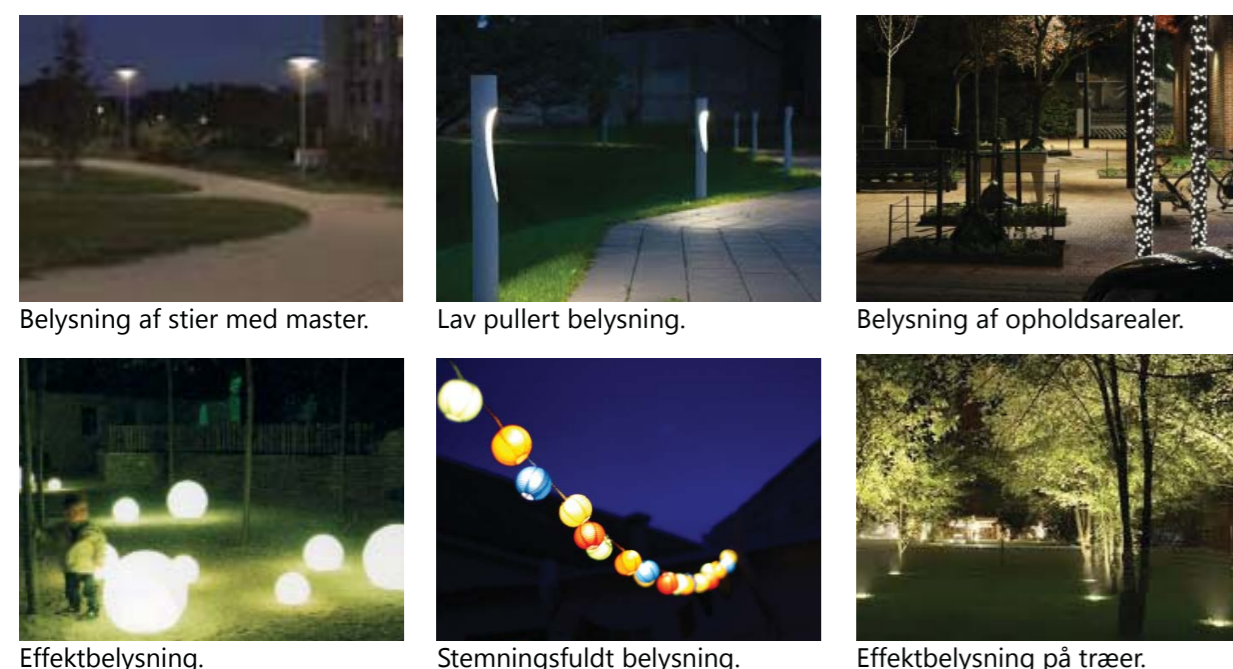 Belysning af stier med master.
Lav pullert belysning.
Belysning af opholdsarealer.
Effektbelysning.
Stemningsfuldt belysning.
Effektbelysning på træer.